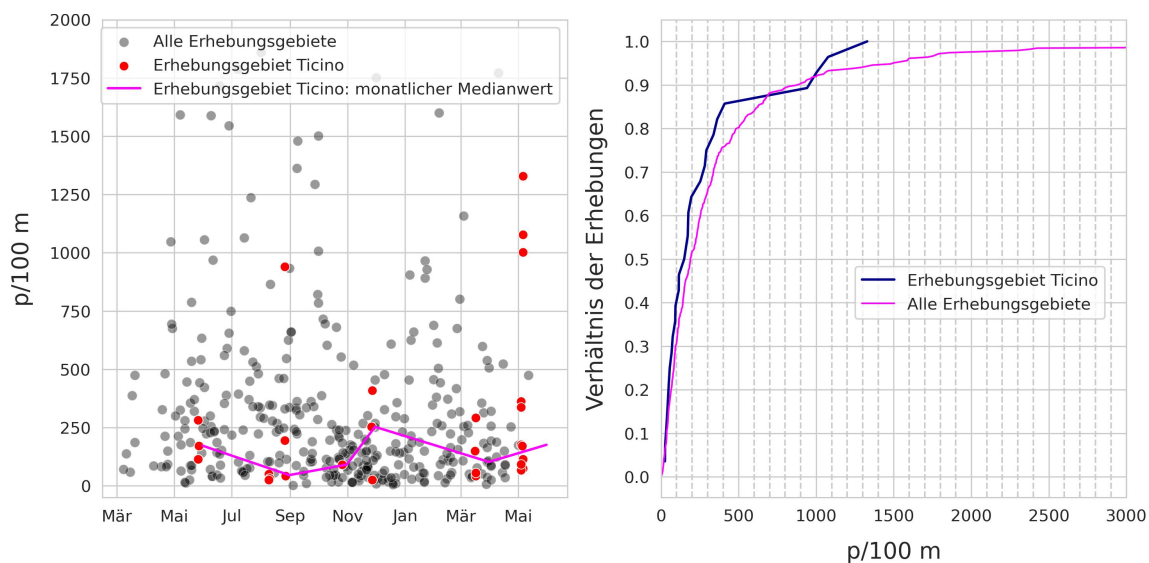 2000
1750
1500
1250
1000
750
500
250
0
p/100 m
Alle Erhebungsgebiete
Erhebungsgebiet Ticino
Erhebungsgebiet Ticino: monatlicher Medianwert
Mär Mai Jul Sep Nov Jan Mär Mai
1.0
0.9
0.8
0.7
0.6
0.5
0.4
0.3
0.2
0.1
0.0
Verhältnis der Erhebungen
Erhebungsgebiet Ticino
Alle Erhebungsgebiete
0 500 1000 1500 2000 2500 3000
p/100 m